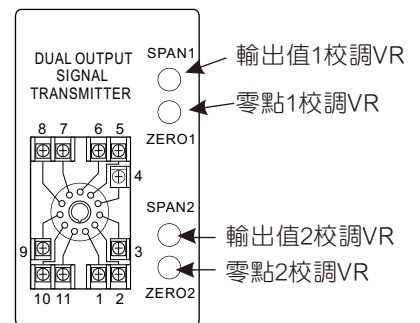 DUAL OUTPUT
SIGNAL
TRANSMITTER
SPAN1
輸出值1校調VR
零點1校調VR
ZERO1
8 7 6 5
4
SPAN2
輸出值2校調VR
9 3
零點2校調VR
ZERO2
10 11 1 2